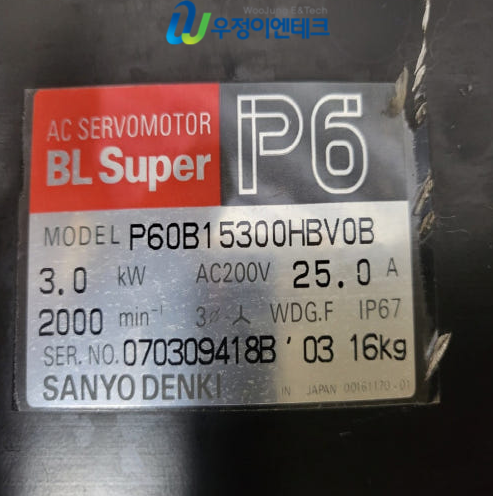 WooJung E&Tech
우정이엔테크
AC SERVOMOTOR
BL Super
P6
MODEL P60B15300HBV0B
3.0 kW AC200V 25.0 A
2000 min⁻¹ 3ø 人 WDG.F IP67
SER. NO. 070309418B '03 16kg
SANYO DENKI IN JAPAN 00161170-01